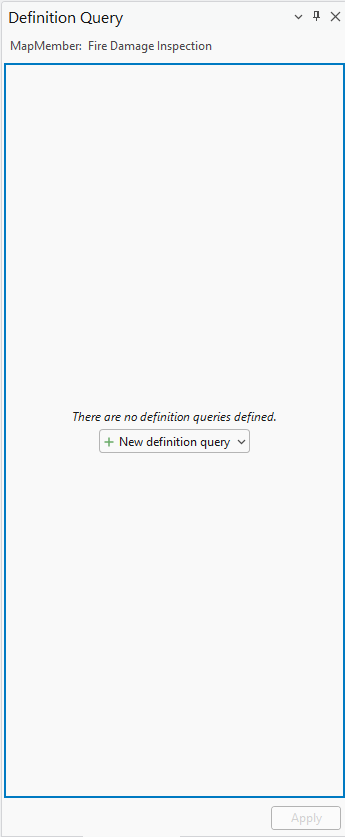 Definition Query
MapMember: Fire Damage Inspection
There are no definition queries defined.
New definition query
Apply